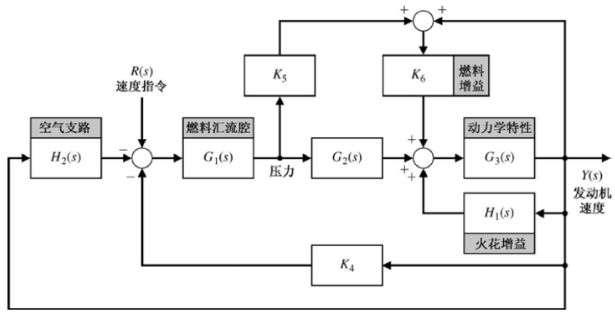 +
+
K₅
K₆
燃料
增益
R(s)
速度指令
空气支路
H₂(s)
−
−
燃料汇流腔
G₁(s)
压力
G₂(s)
+
+
+
动力学特性
G₃(s)
Y(s)
发动机
速度
H₁(s)
火花增益
K₄